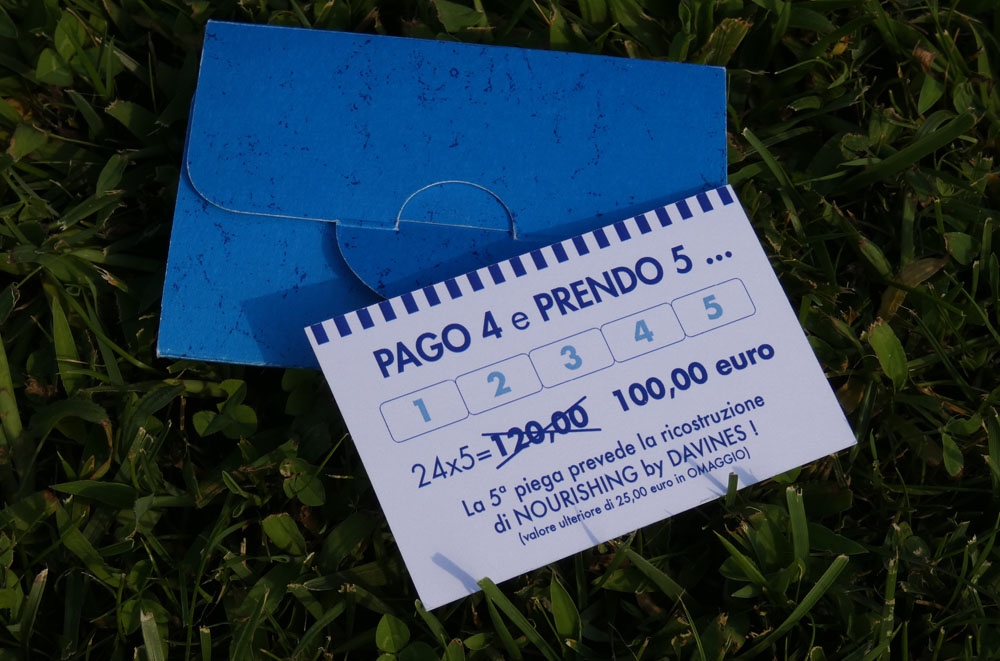 PAGO 4 e PRENDO 5 ...
1 2 3 4 5
24x5=120,00 100,00 euro
La 5ª piega prevede la ricostruzione
di NOURISHING by DAVINES !
(valore ulteriore di 25,00 euro in OMAGGIO)